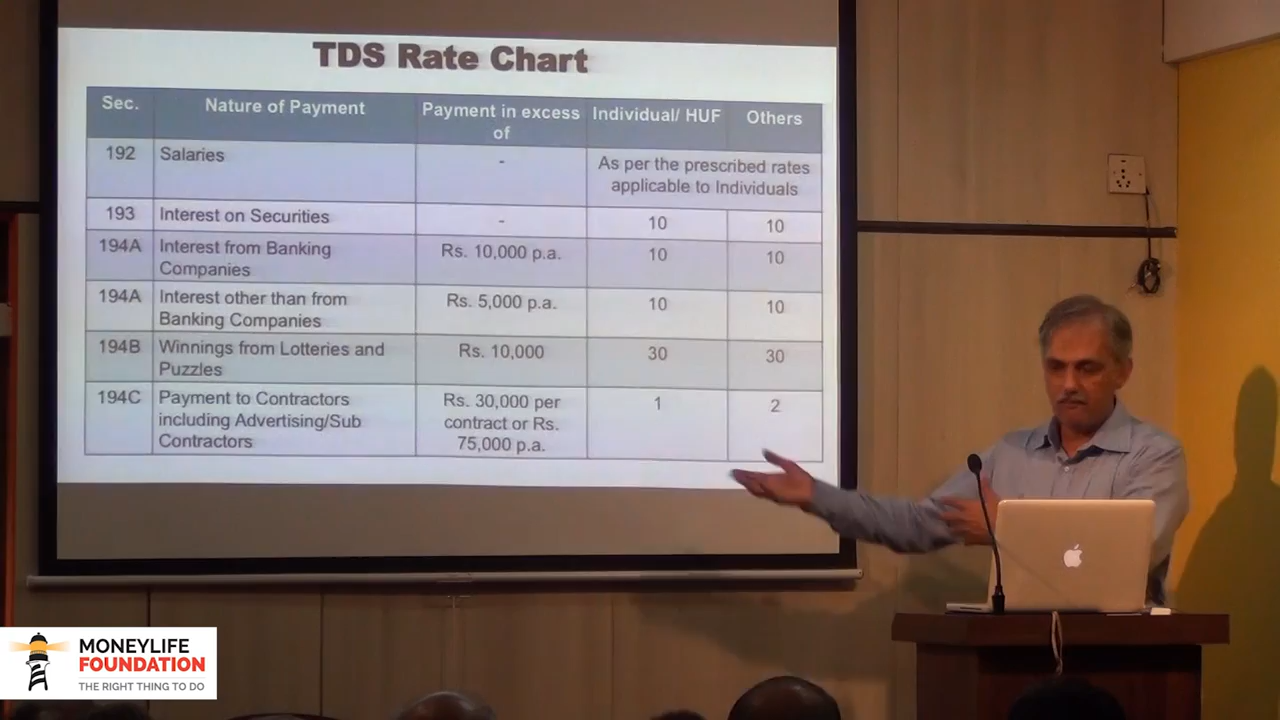 TDS Rate Chart
Sec. Nature of Payment Payment in excess of Individual/ HUF Others
192 Salaries - As per the prescribed rates applicable to Individuals
193 Interest on Securities - 10 10
194A Interest from Banking Companies Rs. 10,000 p.a. 10 10
194A Interest other than from Banking Companies Rs. 5,000 p.a. 10 10
194B Winnings from Lotteries and Puzzles Rs. 10,000 30 30
194C Payment to Contractors including Advertising/Sub Contractors Rs. 30,000 per contract or Rs. 75,000 p.a. 1 2
MONEYLIFE
FOUNDATION
THE RIGHT THING TO DO